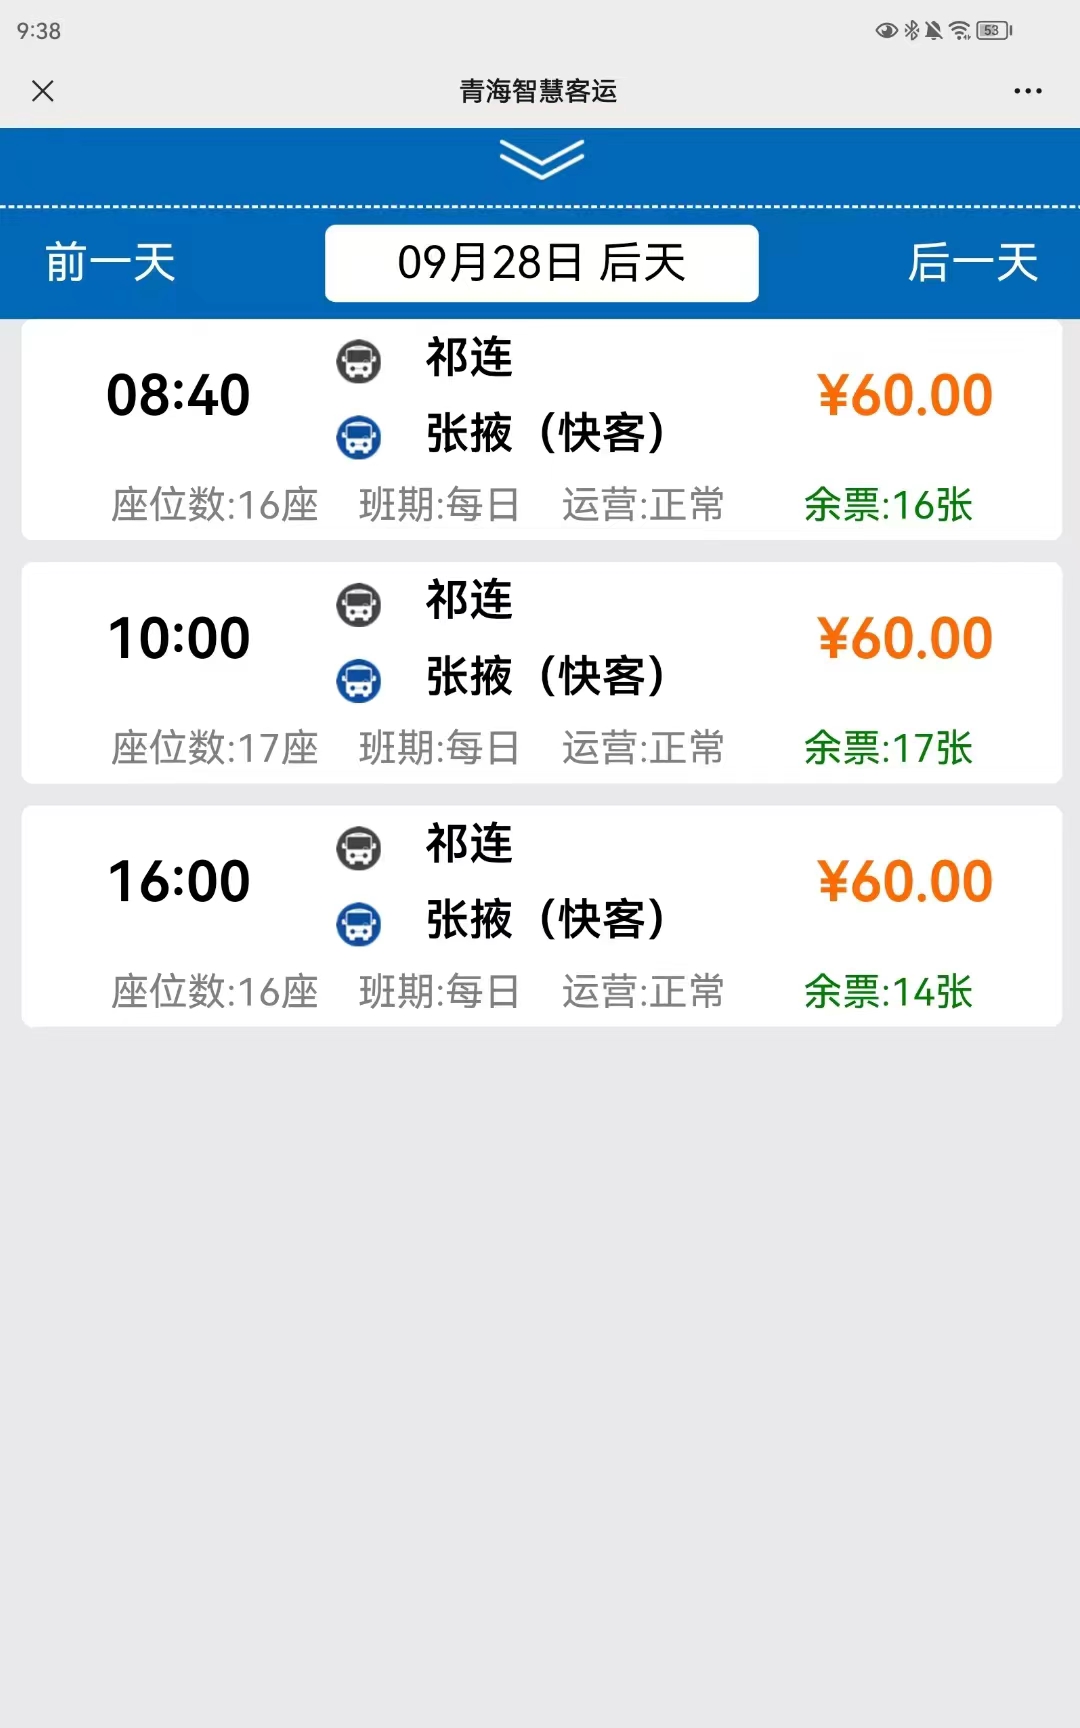 9:38
53
青海智慧客运
前一天 09月28日 后天 后一天
祁连
08:40 ¥60.00
张掖（快客）
座位数:16座 班期:每日 运营:正常 余票:16张
祁连
10:00 ¥60.00
张掖（快客）
座位数:17座 班期:每日 运营:正常 余票:17张
祁连
16:00 ¥60.00
张掖（快客）
座位数:16座 班期:每日 运营:正常 余票:14张